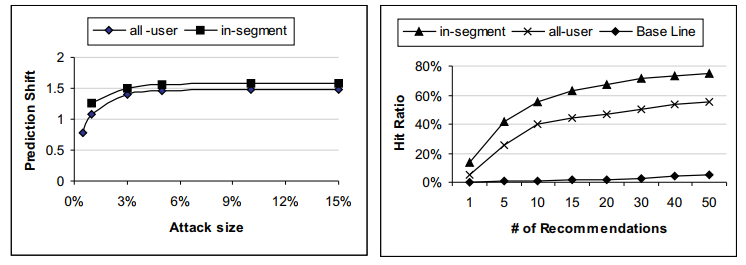 all -user in-segment
2
1.5
1
0.5
0
Prediction Shift
0% 3% 6% 9% 12% 15%
Attack size
in-segment all-user Base Line
80%
60%
40%
20%
0%
Hit Ratio
1 5 10 15 20 30 40 50
# of Recommendations